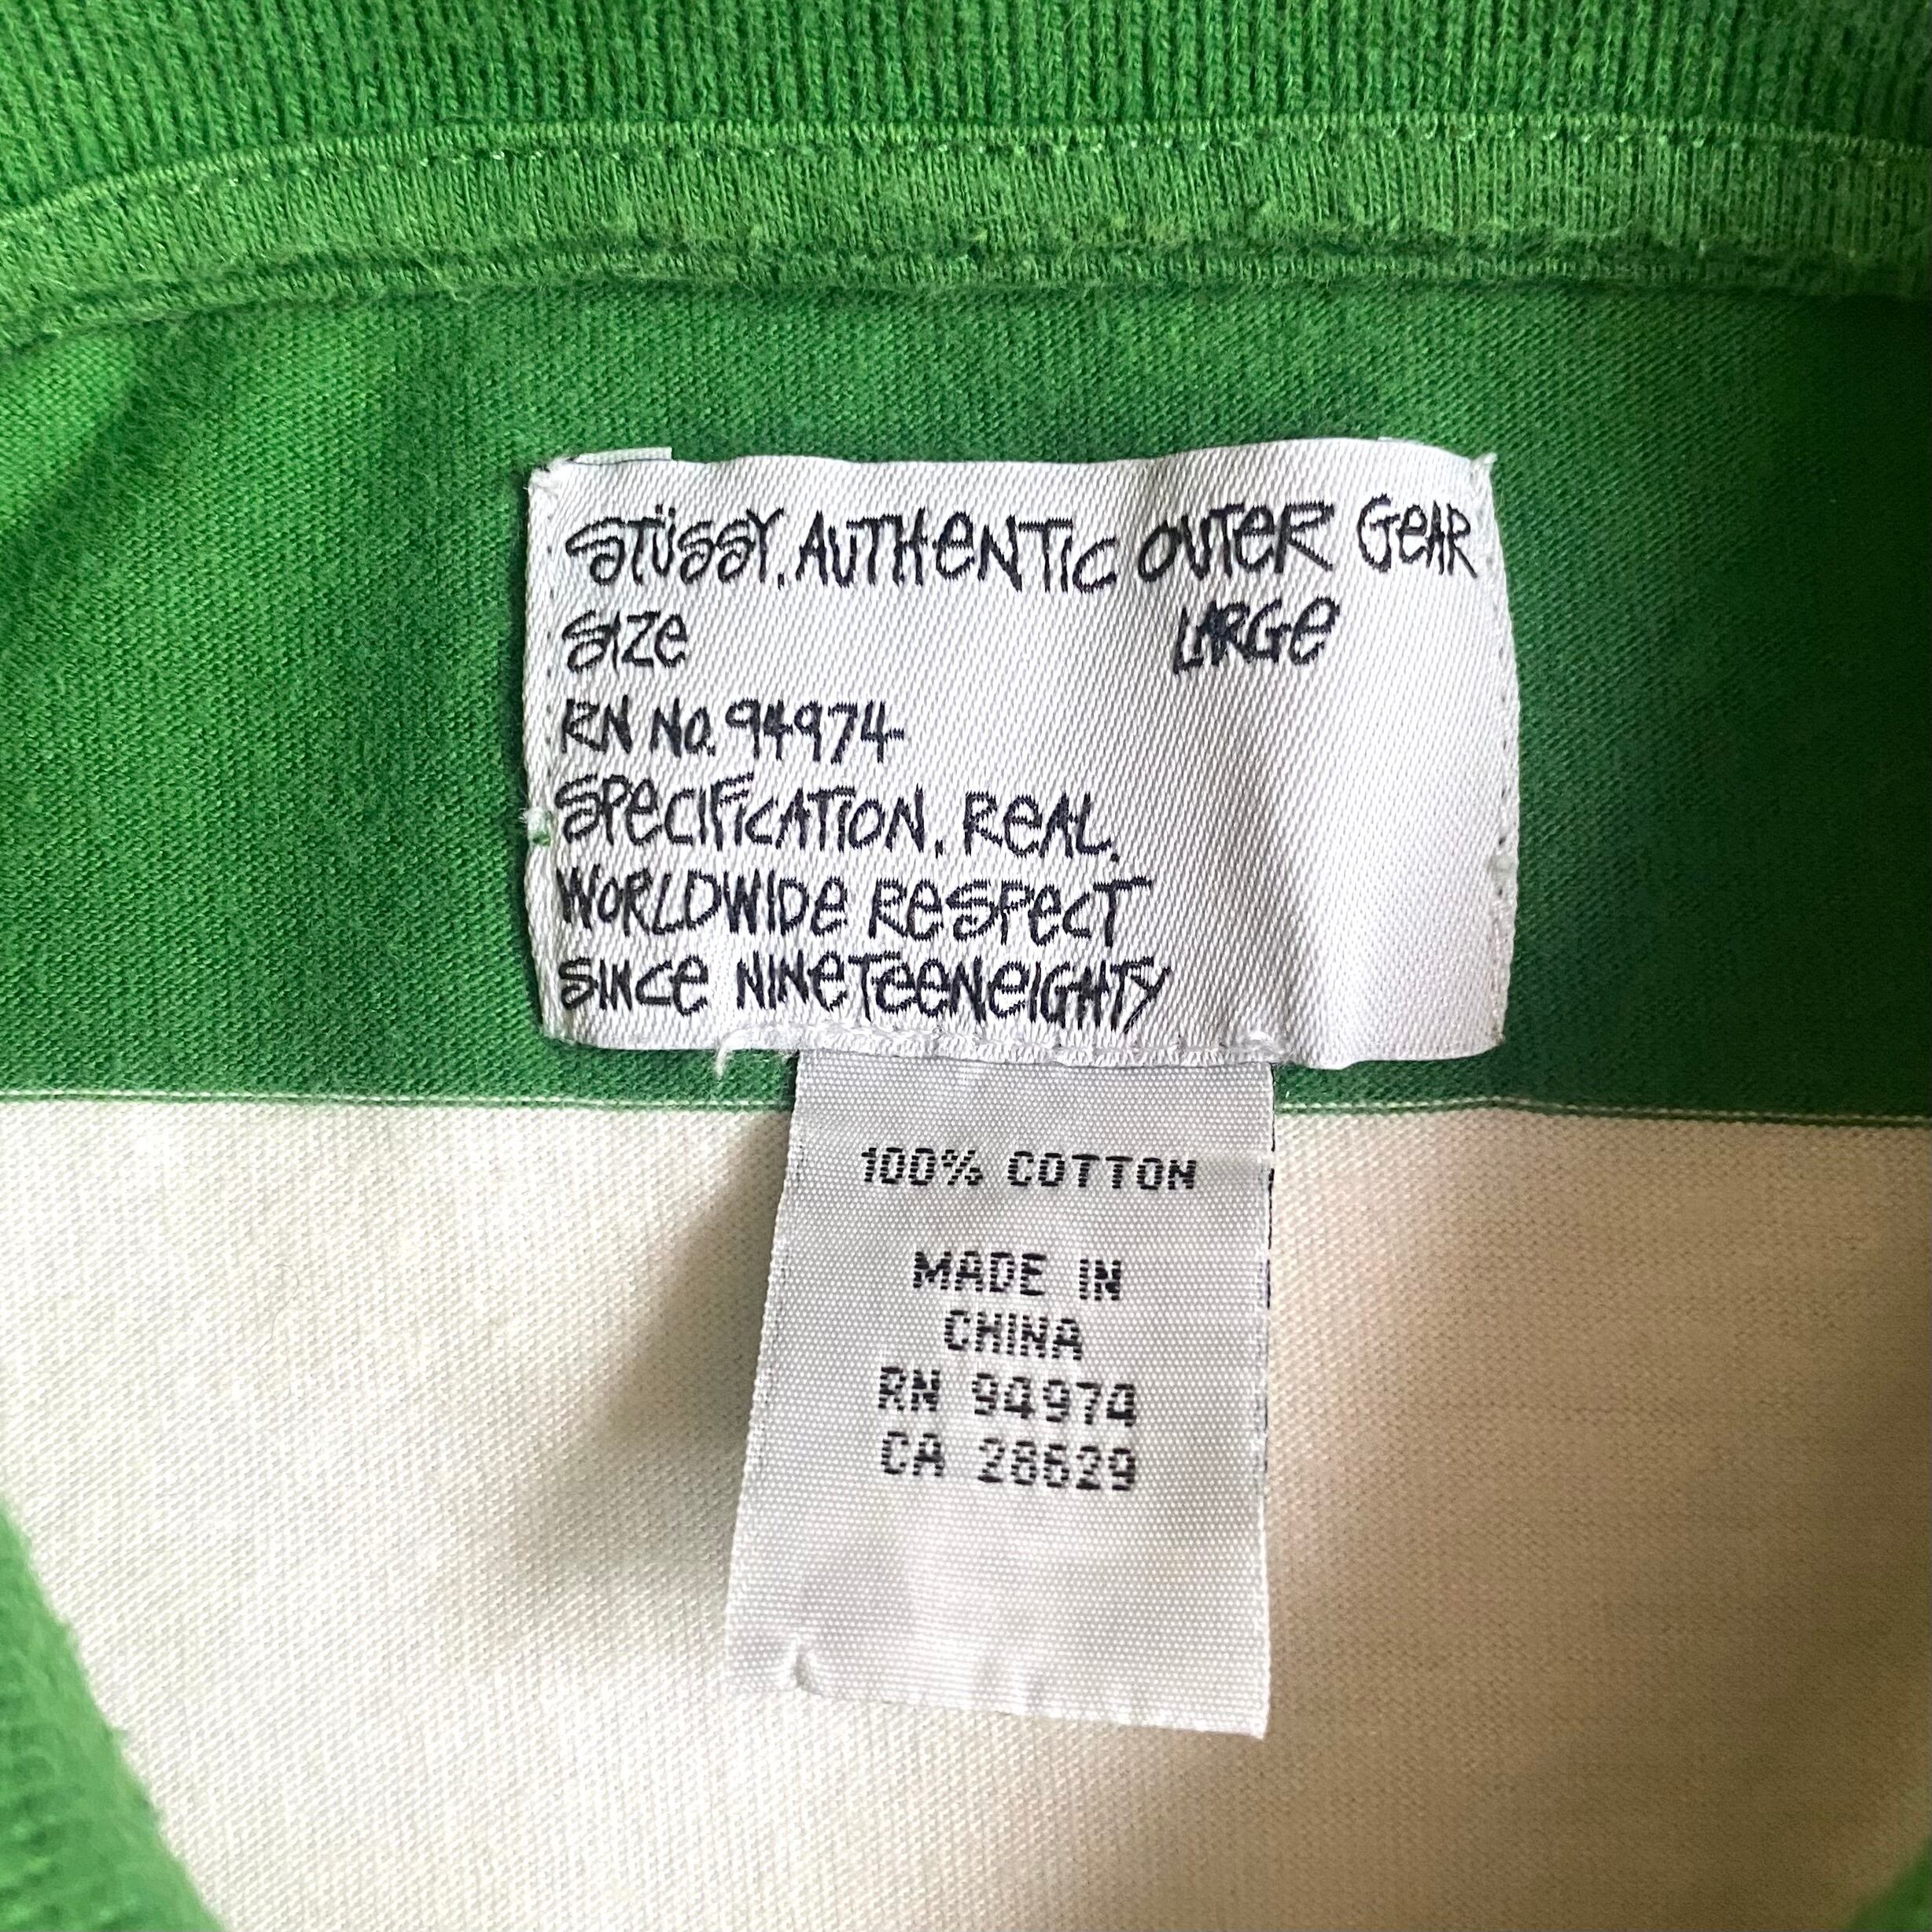 STÜSSY. AUTHENTIC OUTER GEAR
SIZE LARGE
RN NO. 94974
SPECIFICATION. REAL.
WORLDWIDE RESPECT
SINCE NINETEENEIGHTY
100% COTTON
MADE IN
CHINA
RN 94974
CA 28629